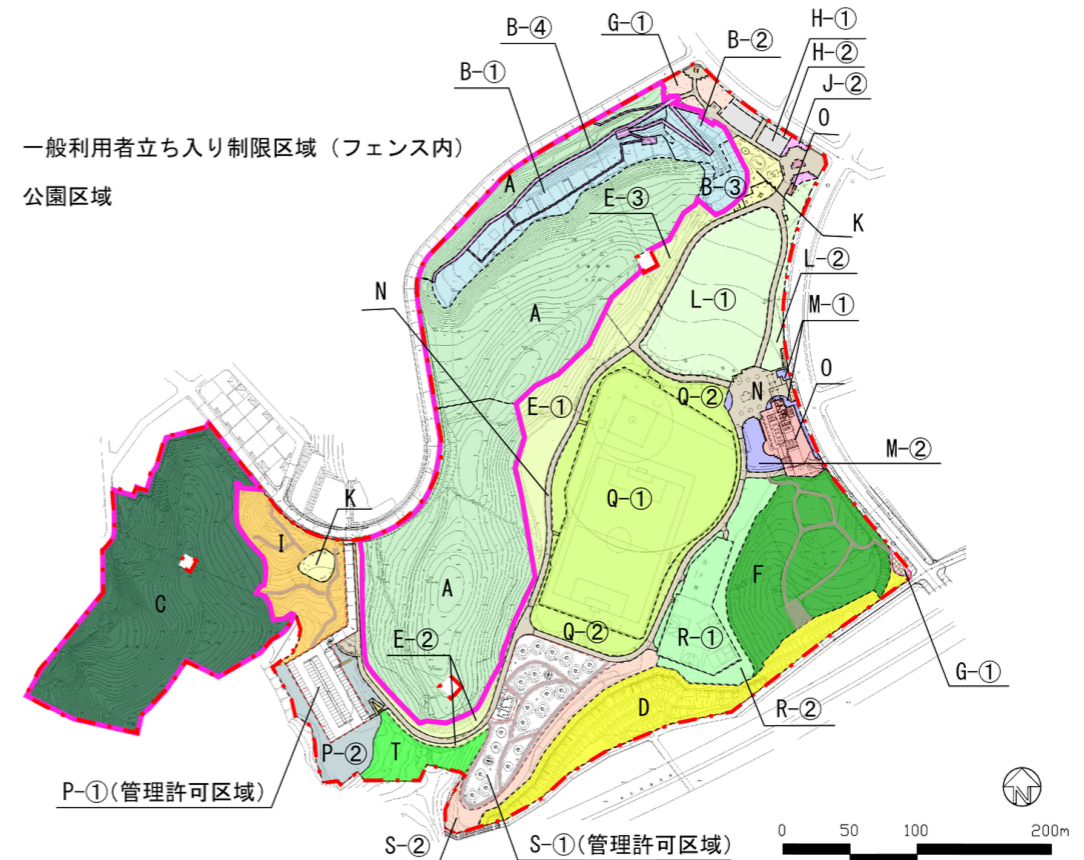 H-①
G-①
B-②
H-②
B-④
J-②
B-①
O
一般利用者立ち入り制限区域（フェンス内）
公園区域
A
B-③
E-③
K
L-②
N
L-①
M-①
A
O
E-①
Q-②
N
M-②
Q-①
K
I
F
C
A
R-①
E-②
Q-②
G-①
D
R-②
P-②
T
P-①(管理許可区域)
N
S-②
S-①(管理許可区域)
0 50 100 200m